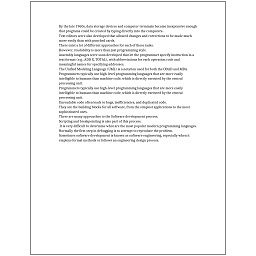 By the late 1960s, data storage devices and computer terminals became inexpensive enough
that programs could be created by typing directly into the computers.
Text editors were also developed that allowed changes and corrections to be made much
more easily than with punched cards.
There exist a lot of different approaches for each of those tasks.
However, readability is more than just programming style.
Assembly languages were soon developed that let the programmer specify instruction in a
text format (e.g., ADD X, TOTAL), with abbreviations for each operation code and
meaningful names for specifying addresses.
The Unified Modeling Language (UML) is a notation used for both the OOAD and MDA.
Programmers typically use high-level programming languages that are more easily
intelligible to humans than machine code, which is directly executed by the central
processing unit.
Programmers typically use high-level programming languages that are more easily
intelligible to humans than machine code, which is directly executed by the central
processing unit.
Unreadable code often leads to bugs, inefficiencies, and duplicated code.
They are the building blocks for all software, from the simplest applications to the most
sophisticated ones.
There are many approaches to the Software development process.
Scripting and breakpointing is also part of this process.
It is very difficult to determine what are the most popular modern programming languages.
Normally the first step in debugging is to attempt to reproduce the problem.
Sometimes software development is known as software engineering, especially when it
employs formal methods or follows an engineering design process.